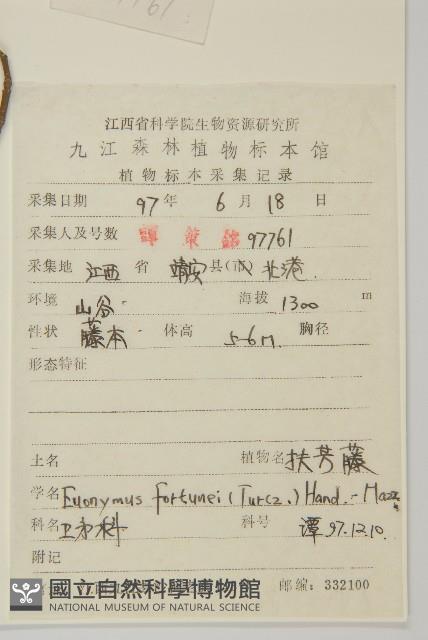 江西省科学院生物资源研究所
九江森林植物标本馆
植物标本采集记录
采集日期 97 年 6 月 18 日
采集人及号数 譚策銘 97761
采集地 江西 省 靖安 县(市) 北港
环境 山谷 海拔 1300 m
性状 藤本 体高 5-6m 胸径
形态特征
土名 植物名 扶芳藤
学名 Euonymus fortunei (Turcz.) Hand.-Mazz.
科名 卫矛科 科号 谭 97.12.10.
附记
邮编: 332100
國立自然科學博物館
NATIONAL MUSEUM OF NATURAL SCIENCE